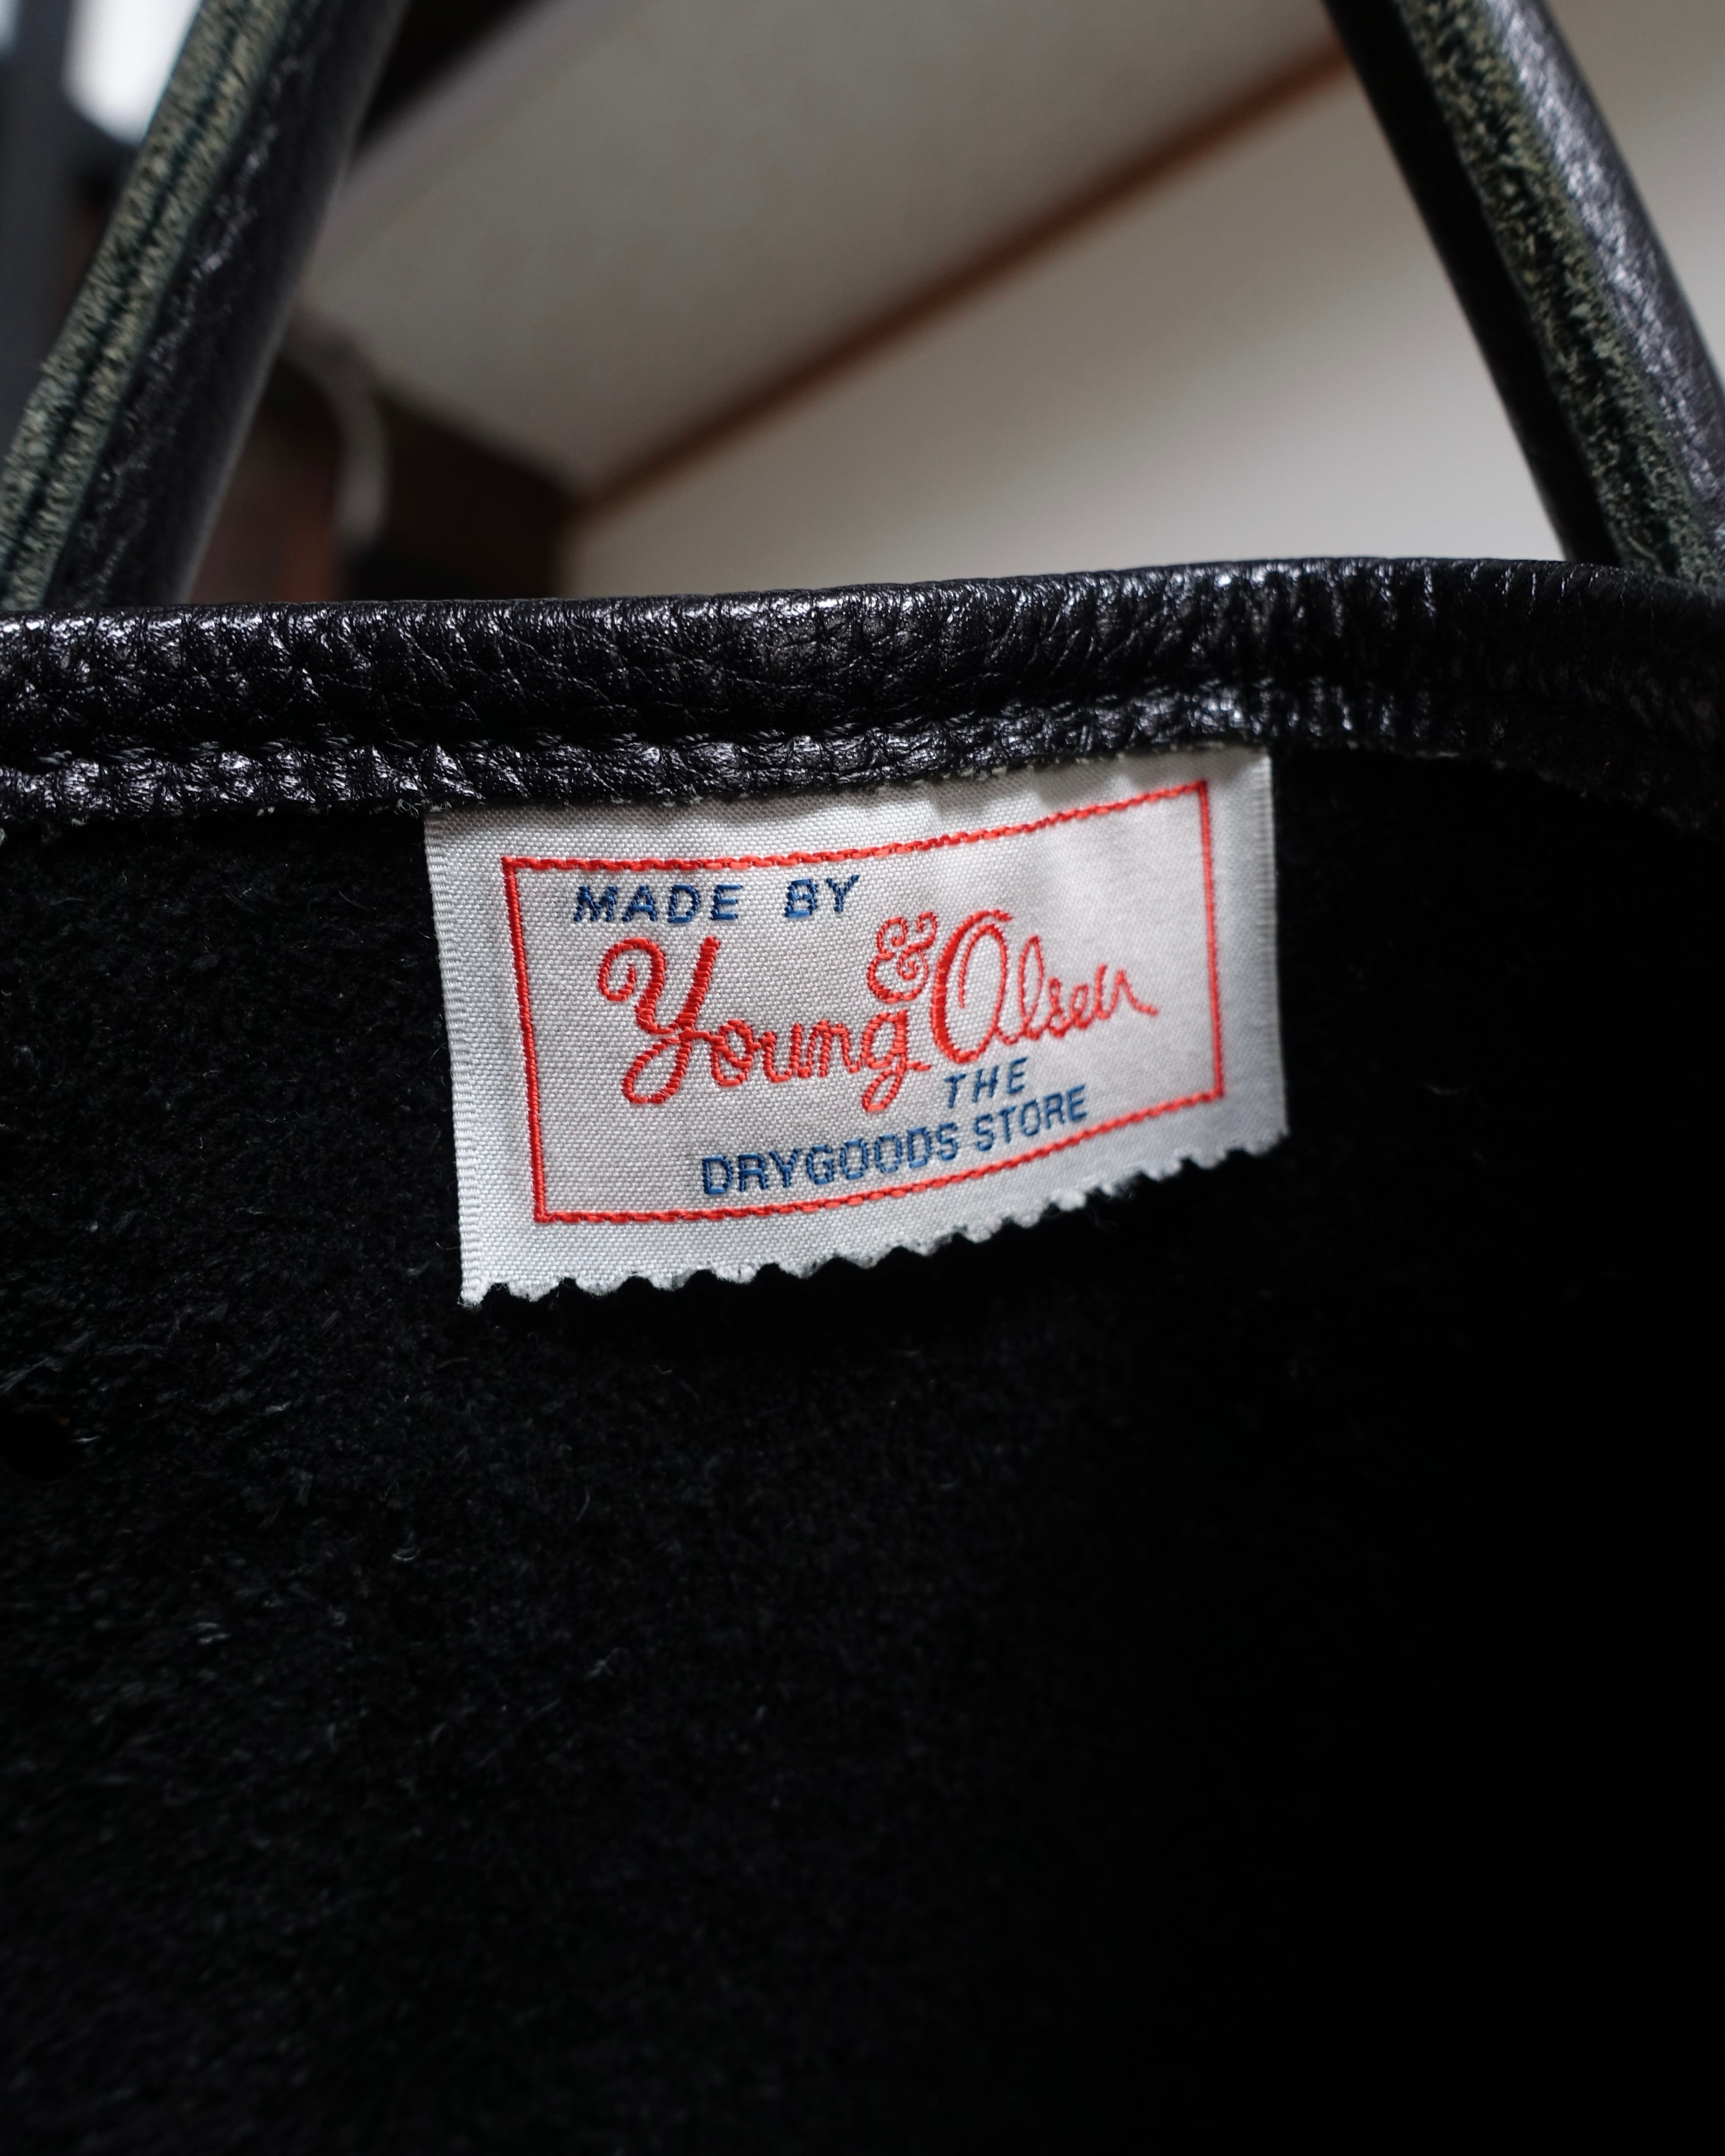 MADE BY
Young & Olsen
THE
DRYGOODS STORE